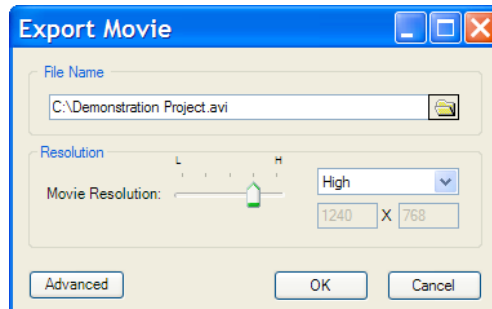 Export Movie
File Name
C:\Demonstration Project.avi
Resolution
L H
Movie Resolution:
High
1240 X 768
Advanced OK Cancel